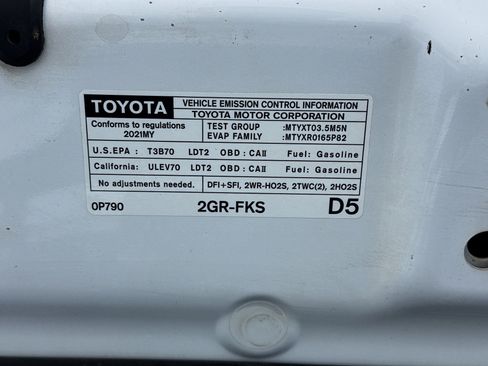 TOYOTA VEHICLE EMISSION CONTROL INFORMATION
TOYOTA MOTOR CORPORATION
Conforms to regulations 2021MY
TEST GROUP :MTYXT03.5M5N
EVAP FAMILY :MTYXR0165P82
U.S.EPA : T3B70 LDT2 OBD : CAII Fuel: Gasoline
California: ULEV70 LDT2 OBD : CAII Fuel: Gasoline
No adjustments needed. DFI+SFI, 2WR-HO2S, 2TWC(2), 2HO2S
0P790 2GR-FKS D5